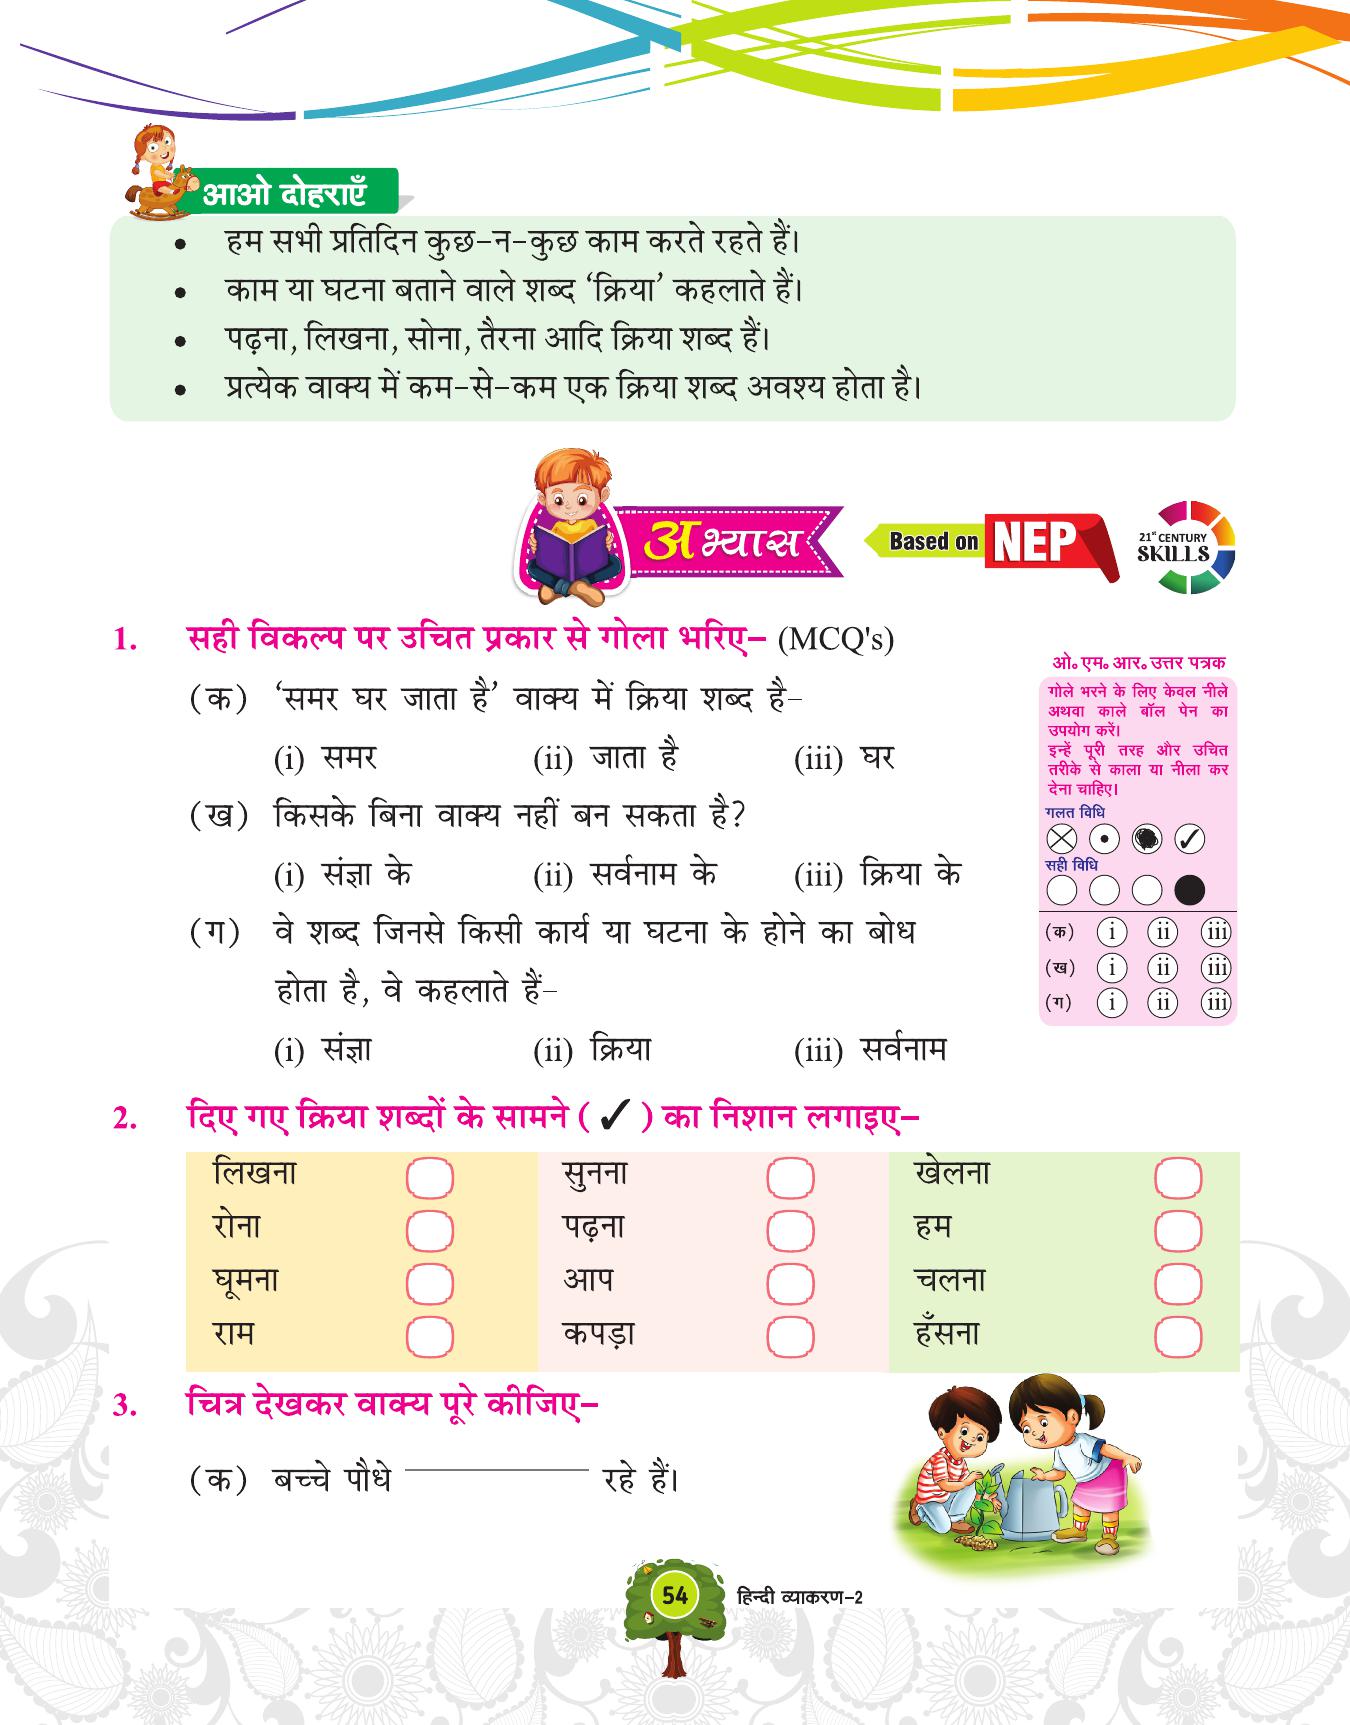 आओ दोहराएँ
• हम सभी प्रतिदिन कुछ-न-कुछ काम करते रहते हैं।
• काम या घटना बताने वाले शब्द ‘क्रिया’ कहलाते हैं।
• पढ़ना, लिखना, सोना, तैरना आदि क्रिया शब्द हैं।
• प्रत्येक वाक्य में कम-से-कम एक क्रिया शब्द अवश्य होता है।
अभ्यास
Based on NEP
21st CENTURY
SKILLS
1. सही विकल्प पर उचित प्रकार से गोला भरिए– (MCQ's)
(क) ‘समर घर जाता है’ वाक्य में क्रिया शब्द है–
(i) समर (ii) जाता है (iii) घर
(ख) किसके बिना वाक्य नहीं बन सकता है?
(i) संज्ञा के (ii) सर्वनाम के (iii) क्रिया के
(ग) वे शब्द जिनसे किसी कार्य या घटना के होने का बोध
होता है, वे कहलाते हैं–
(i) संज्ञा (ii) क्रिया (iii) सर्वनाम
ओ॰ एम॰ आर॰ उत्तर पत्रक
गोले भरने के लिए केवल नीले
अथवा काले बॉल पेन का
उपयोग करें।
इन्हें पूरी तरह और उचित
तरीके से काला या नीला कर
देना चाहिए।
गलत विधि
सही विधि
(क) i ii iii
(ख) i ii iii
(ग) i ii iii
2. दिए गए क्रिया शब्दों के सामने ( ✓ ) का निशान लगाइए–
लिखना सुनना खेलना
रोना पढ़ना हम
घूमना आप चलना
राम कपड़ा हँसना
3. चित्र देखकर वाक्य पूरे कीजिए–
(क) बच्चे पौधे __________ रहे हैं।
54 हिन्दी व्याकरण-2